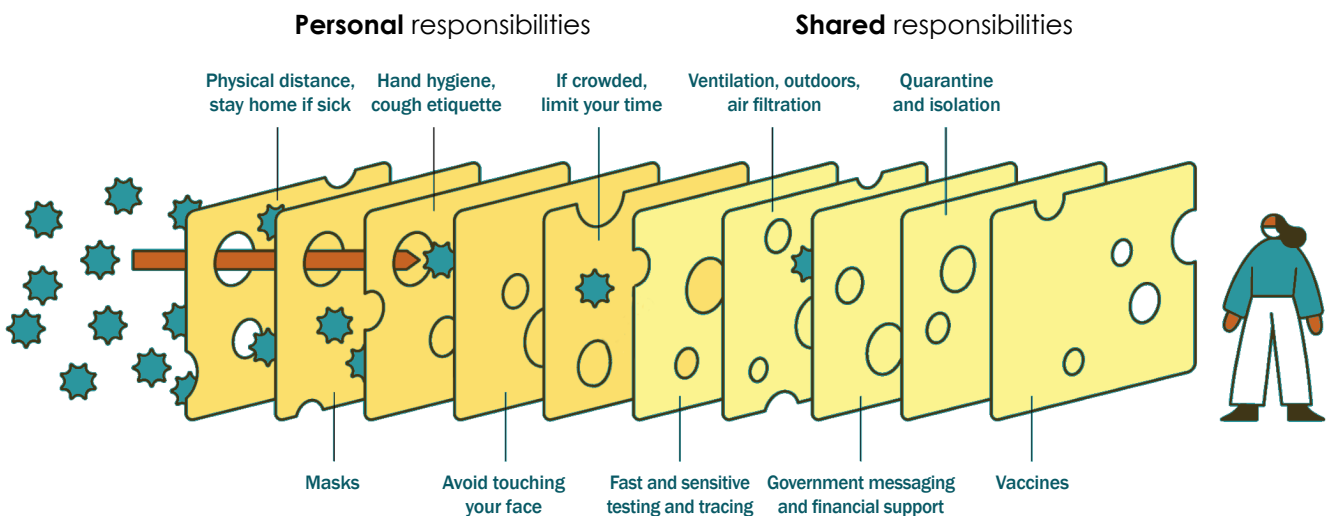 Personal responsibilities
Shared responsibilities
Physical distance,
stay home if sick
Hand hygiene,
cough etiquette
If crowded,
limit your time
Ventilation, outdoors,
air filtration
Quarantine
and isolation
Masks
Avoid touching
your face
Fast and sensitive
testing and tracing
Government messaging
and financial support
Vaccines